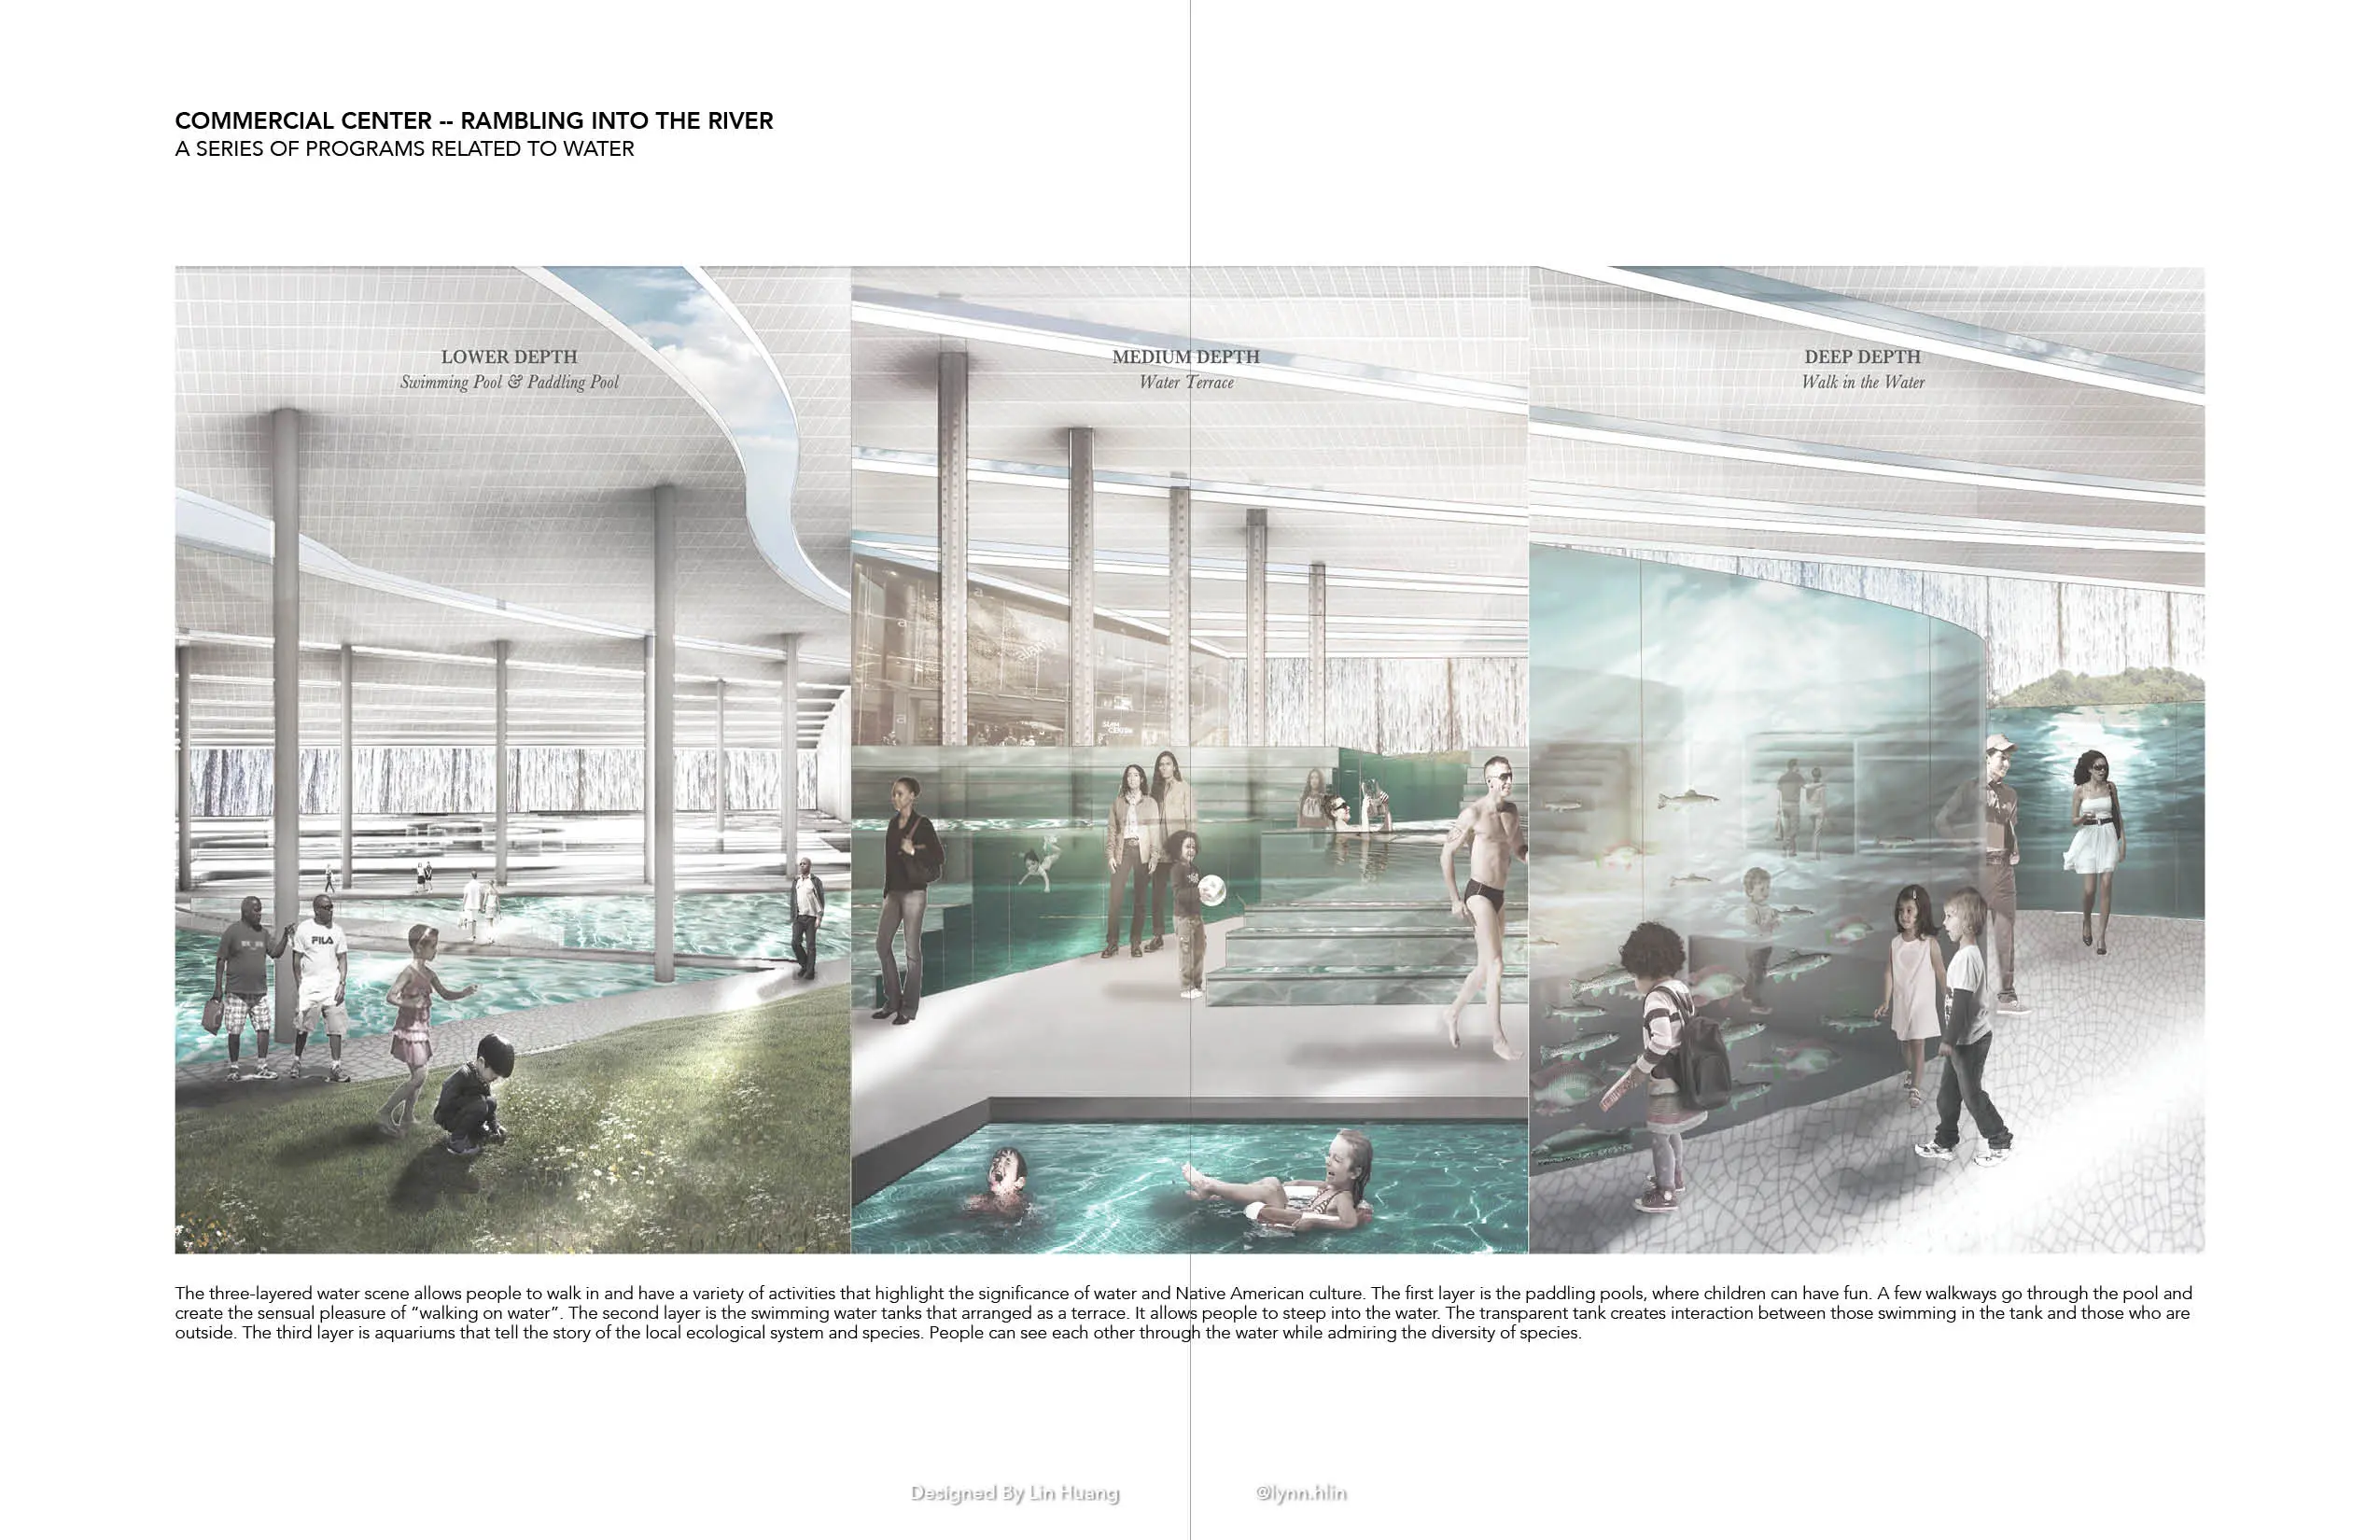 COMMERCIAL CENTER -- RAMBLING INTO THE RIVER
A SERIES OF PROGRAMS RELATED TO WATER
LOWER DEPTH
Swimming Pool & Paddling Pool
MEDIUM DEPTH
Water Terrace
DEEP DEPTH
Walk in the Water
FILA
The three-layered water scene allows people to walk in and have a variety of activities that highlight the significance of water and Native American culture. The first layer is the paddling pools, where children can have fun. A few walkways go through the pool and
create the sensual pleasure of “walking on water”. The second layer is the swimming water tanks that arranged as a terrace. It allows people to steep into the water. The transparent tank creates interaction between those swimming in the tank and those who are
outside. The third layer is aquariums that tell the story of the local ecological system and species. People can see each other through the water while admiring the diversity of species.
Designed By Lin Huang
@lynn.hlin